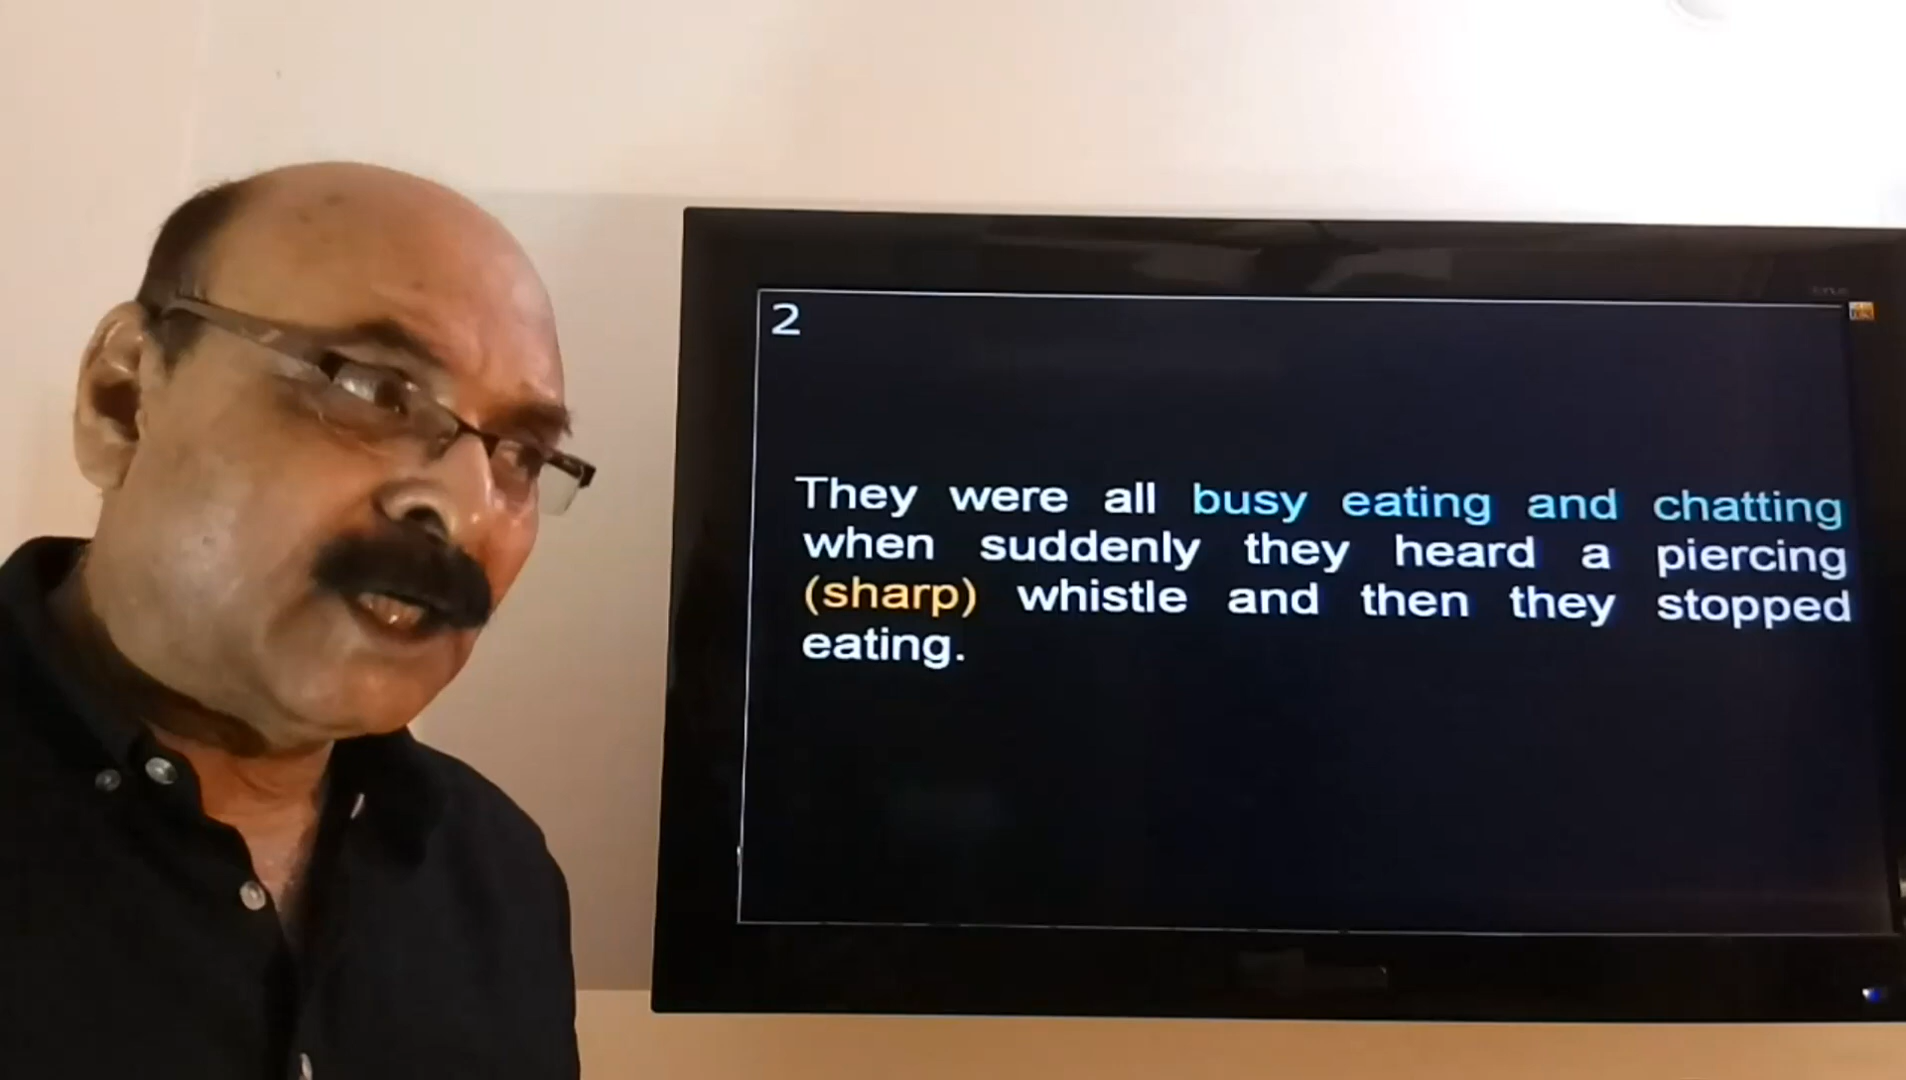 2
They were all busy eating and chatting
when suddenly they heard a piercing
(sharp) whistle and then they stopped
eating.